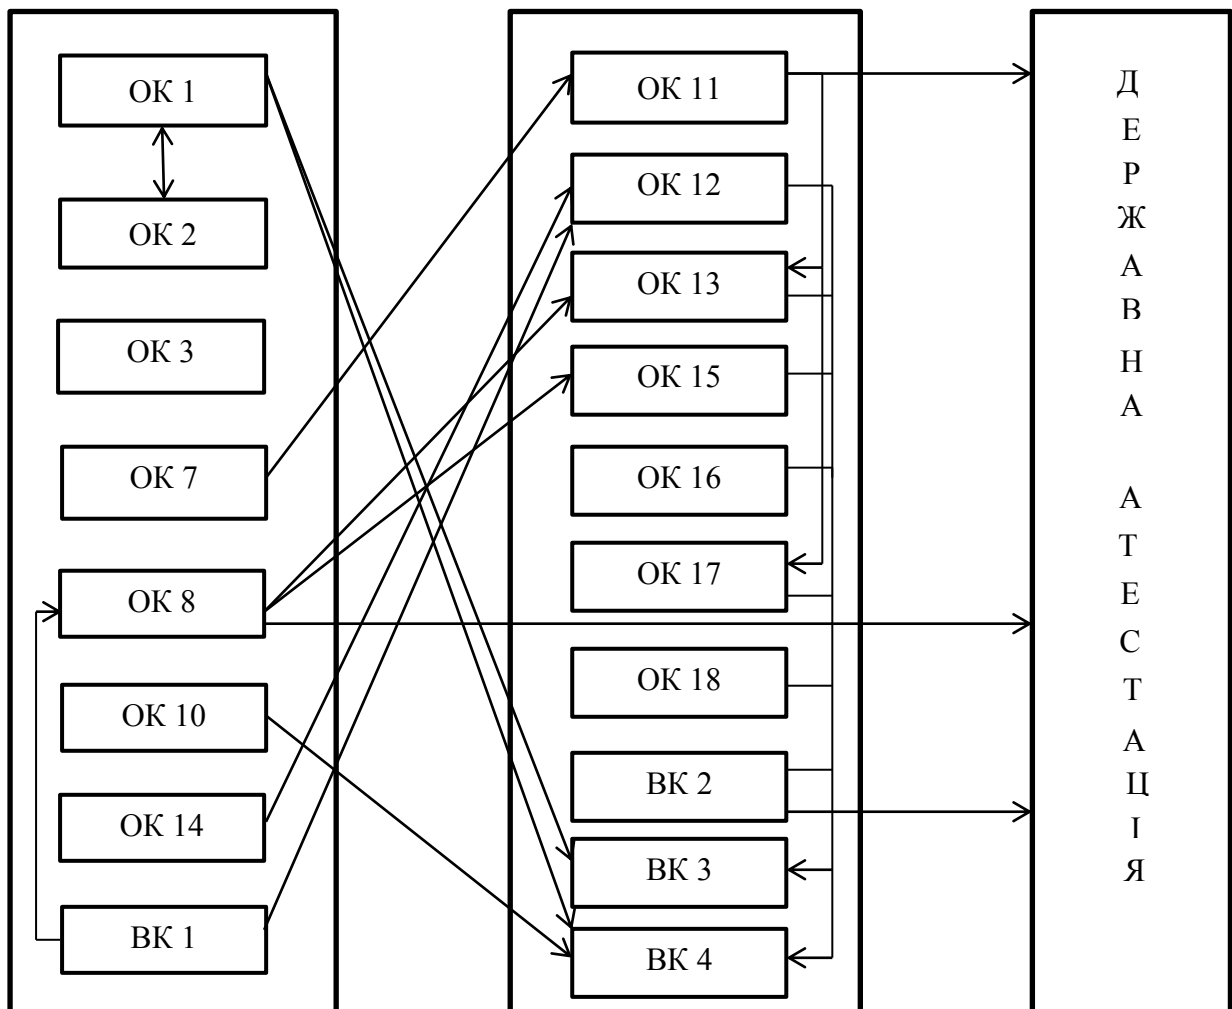 ОК 1
ОК 2
ОК 3
ОК 7
ОК 8
ОК 10
ОК 14
ВК 1
ОК 11
ОК 12
ОК 13
ОК 15
ОК 16
ОК 17
ОК 18
ВК 2
ВК 3
ВК 4
Д
Е
Р
Ж
А
В
Н
А
А
Т
Е
С
Т
А
Ц
І
Я